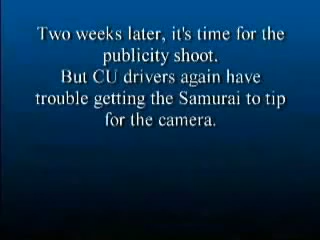 Two weeks later, it's time for the
publicity shoot.
But CU drivers again have
trouble getting the Samurai to tip
for the camera.